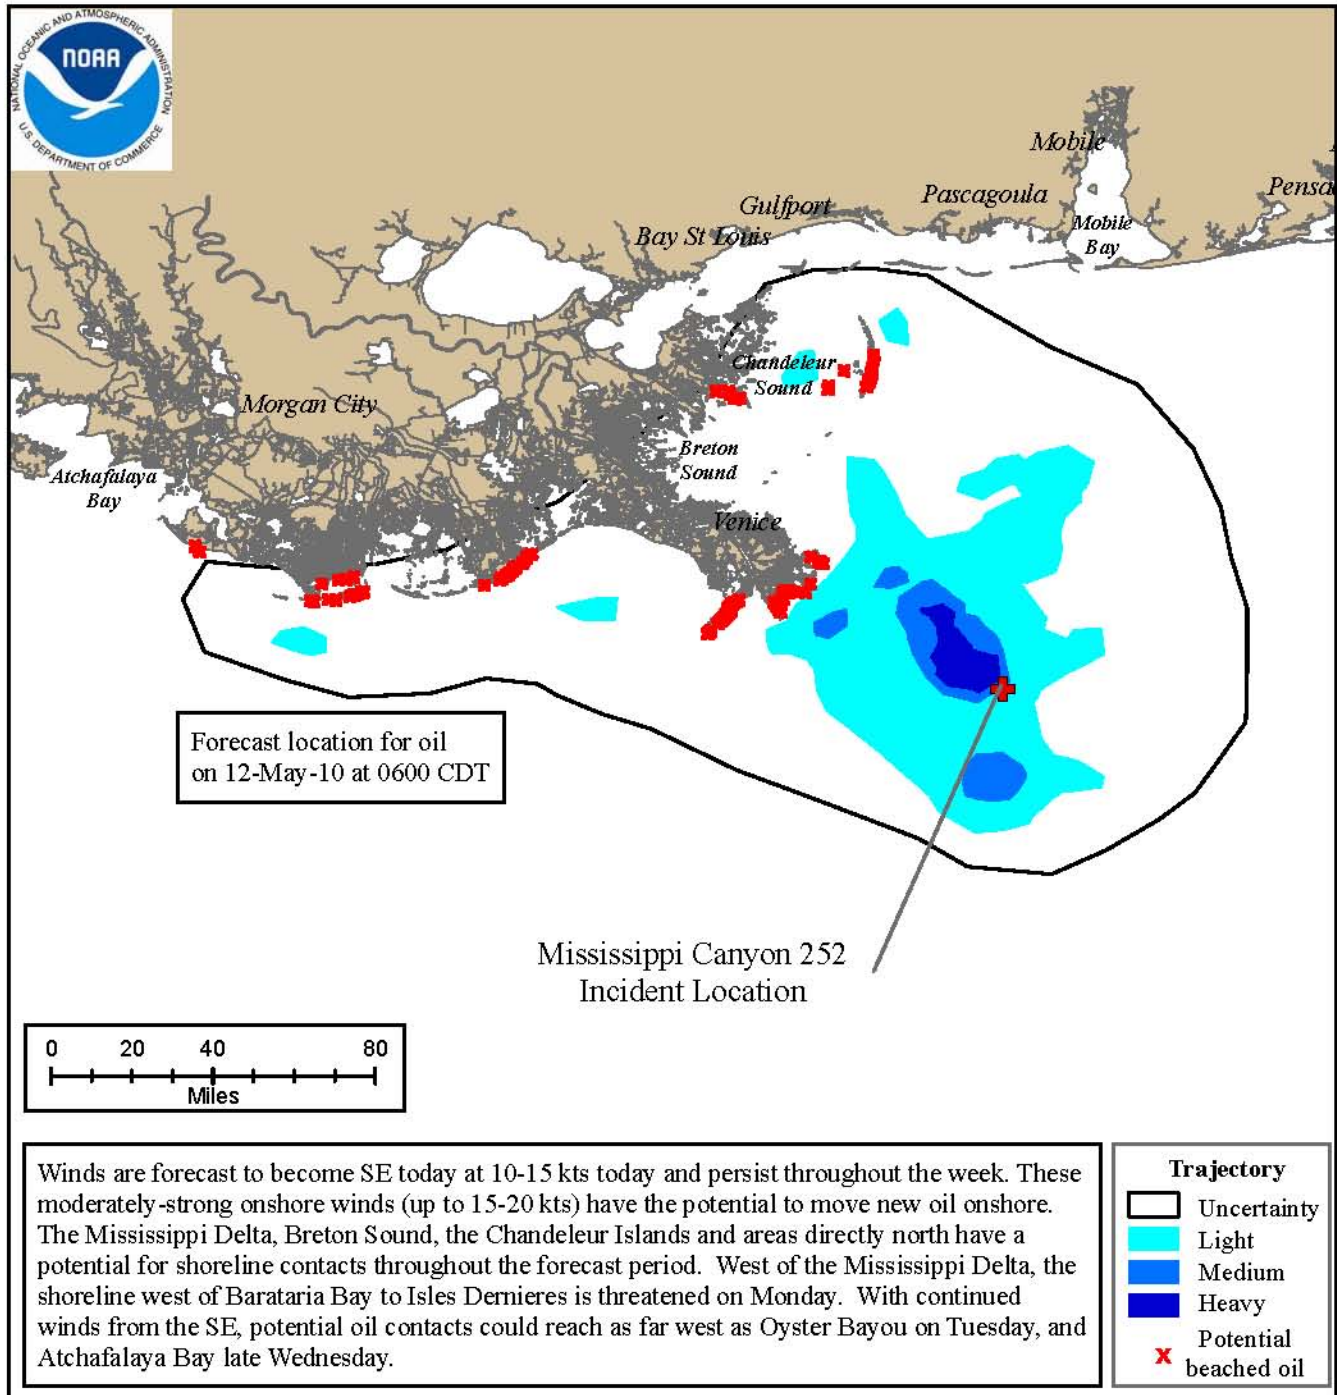 NATIONAL OCEANIC AND ATMOSPHERIC ADMINISTRATION
NOAA
U.S. DEPARTMENT OF COMMERCE
Mobile
Pascagoula
Gulfport
Bay St Louis
Mobile
Bay
Chandeleur
Sound
Morgan City
Breton
Sound
Atchafalaya
Bay
Venice
Forecast location for oil
on 12-May-10 at 0600 CDT
Mississippi Canyon 252
Incident Location
0 20 40 80
Miles
Winds are forecast to become SE today at 10-15 kts today and persist throughout the week. These
moderately-strong onshore winds (up to 15-20 kts) have the potential to move new oil onshore.
The Mississippi Delta, Breton Sound, the Chandeleur Islands and areas directly north have a
potential for shoreline contacts throughout the forecast period. West of the Mississippi Delta, the
shoreline west of Barataria Bay to Isles Dernieres is threatened on Monday. With continued
winds from the SE, potential oil contacts could reach as far west as Oyster Bayou on Tuesday, and
Atchafalaya Bay late Wednesday.
Trajectory
Uncertainty
Light
Medium
Heavy
Potential
beached oil